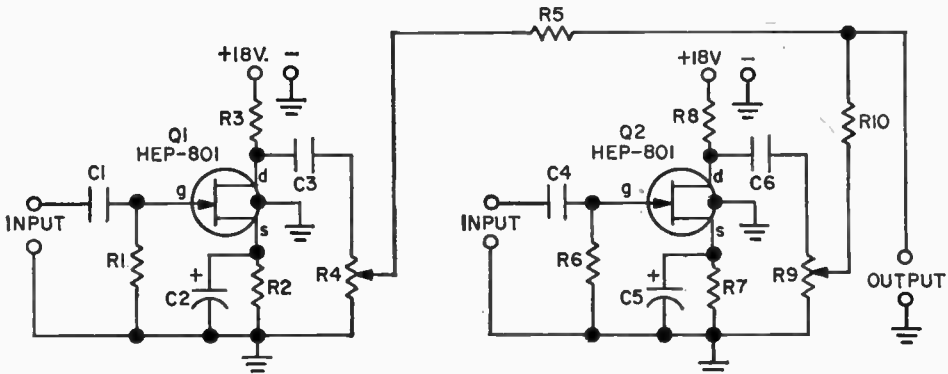 R5
+18V. −
R3
Q1
HEP-801
C1
g
d
C3
s
INPUT
R1
+
C2
R2
R4
+18V −
R8
Q2
HEP-801
C4
g
d
C6
s
INPUT
R6
+
C5
R7
R9
R10
OUTPUT